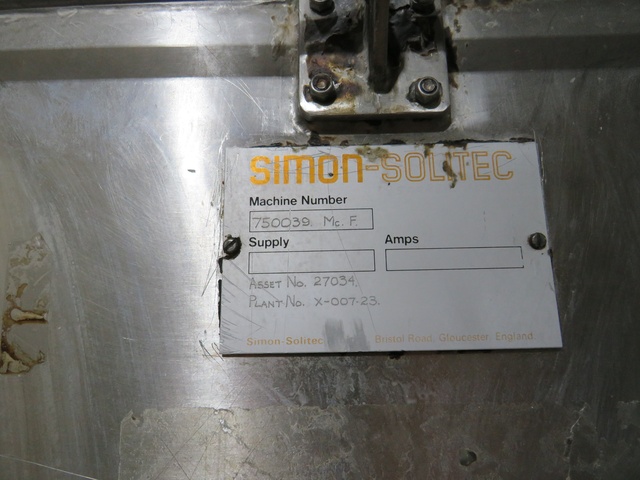 SIMON-SOLITEC
Machine Number
750039. Mc. F.
Supply
Amps
ASSET No. 27034.
PLANT No. X-007-23.
Simon-Solitec Bristol Road, Gloucester, England